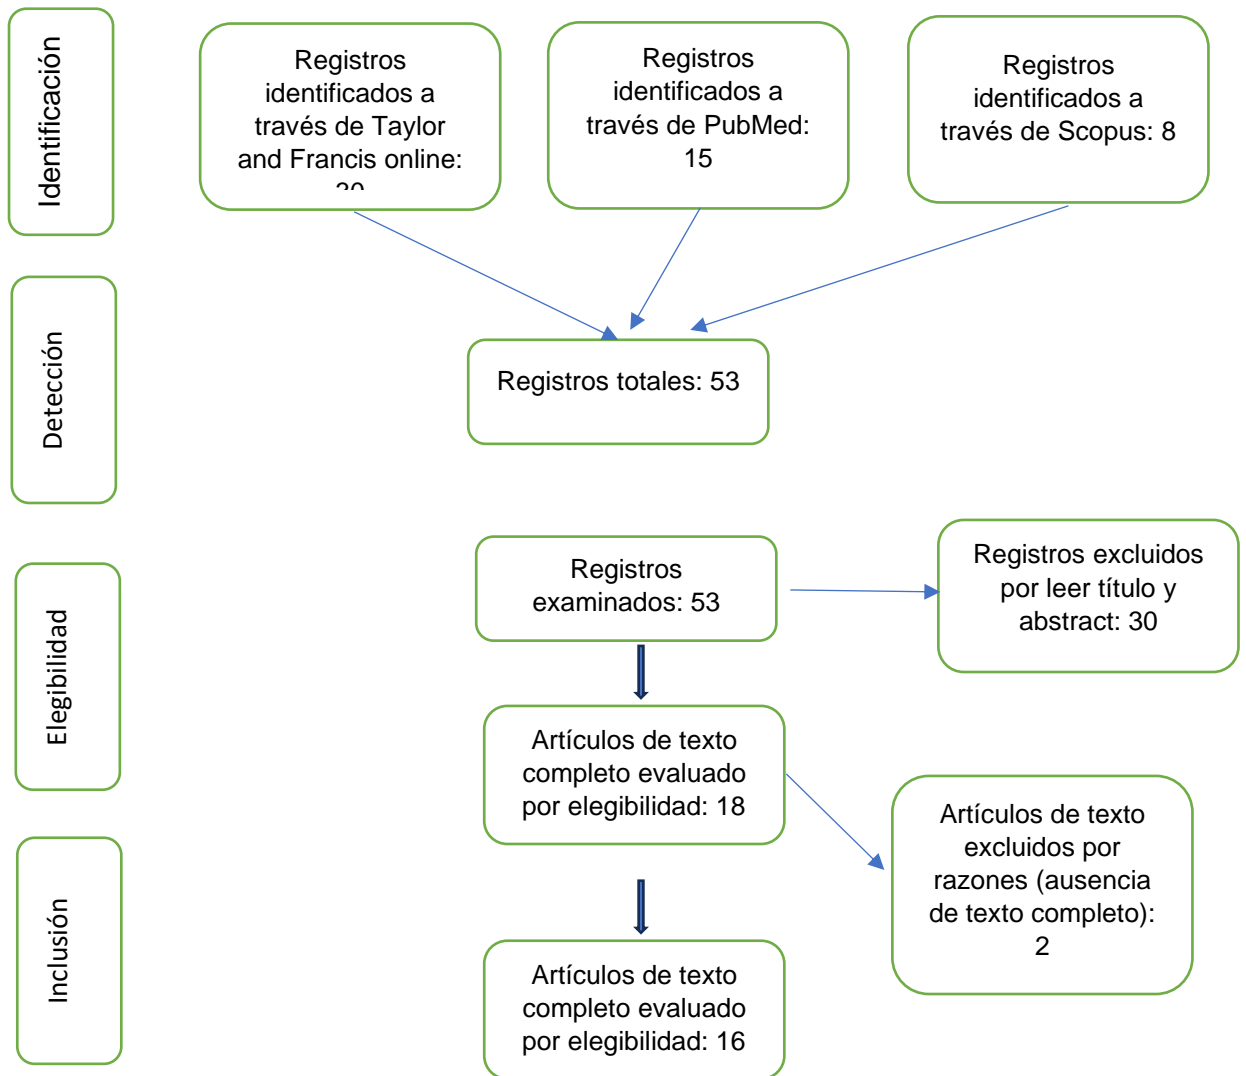 Identificación
Registros
identificados a
través de Taylor
and Francis online:
Registros
identificados a
través de PubMed:
15
Registros
identificados a
través de Scopus: 8
Detección
Registros totales: 53
Elegibilidad
Registros
examinados: 53
Registros excluidos
por leer título y
abstract: 30
Artículos de texto
completo evaluado
por elegibilidad: 18
Artículos de texto
excluidos por
razones (ausencia
de texto completo):
2
Inclusión
Artículos de texto
completo evaluado
por elegibilidad: 16